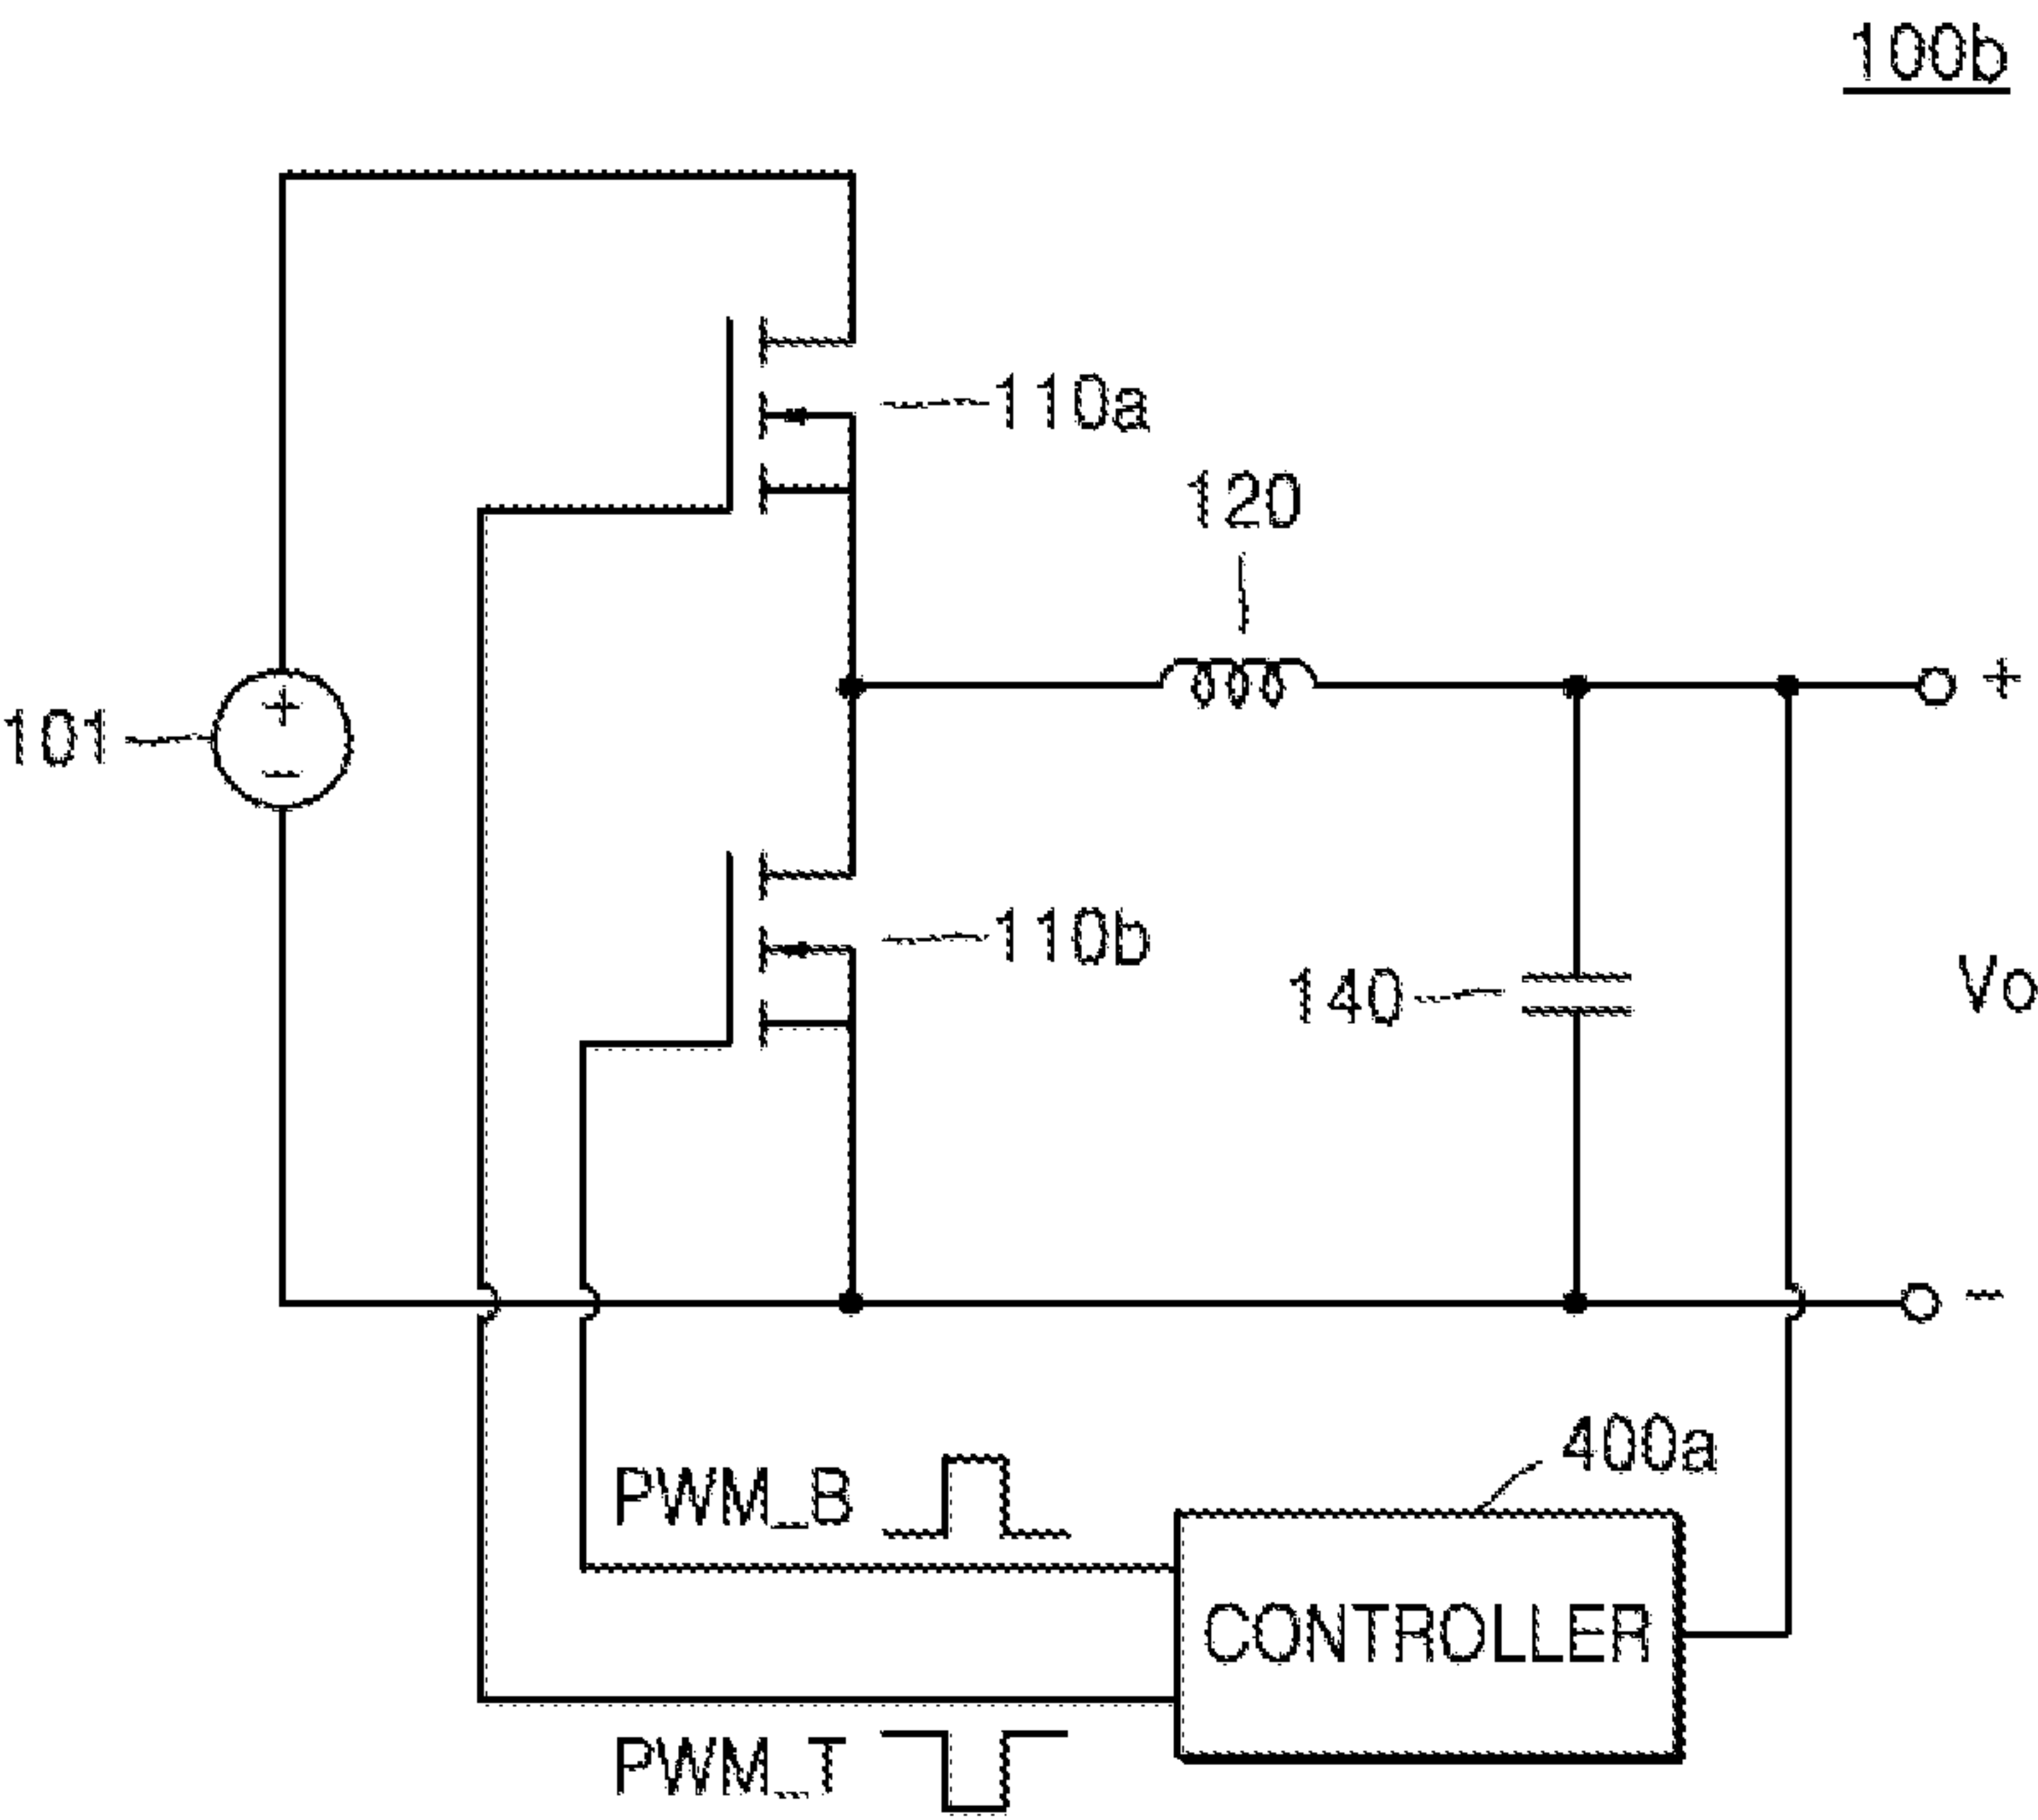 100b
110a
120
+
101
+
−
110b
140
Vo
−
400a
PWM_B
CONTROLLER
PWM_T